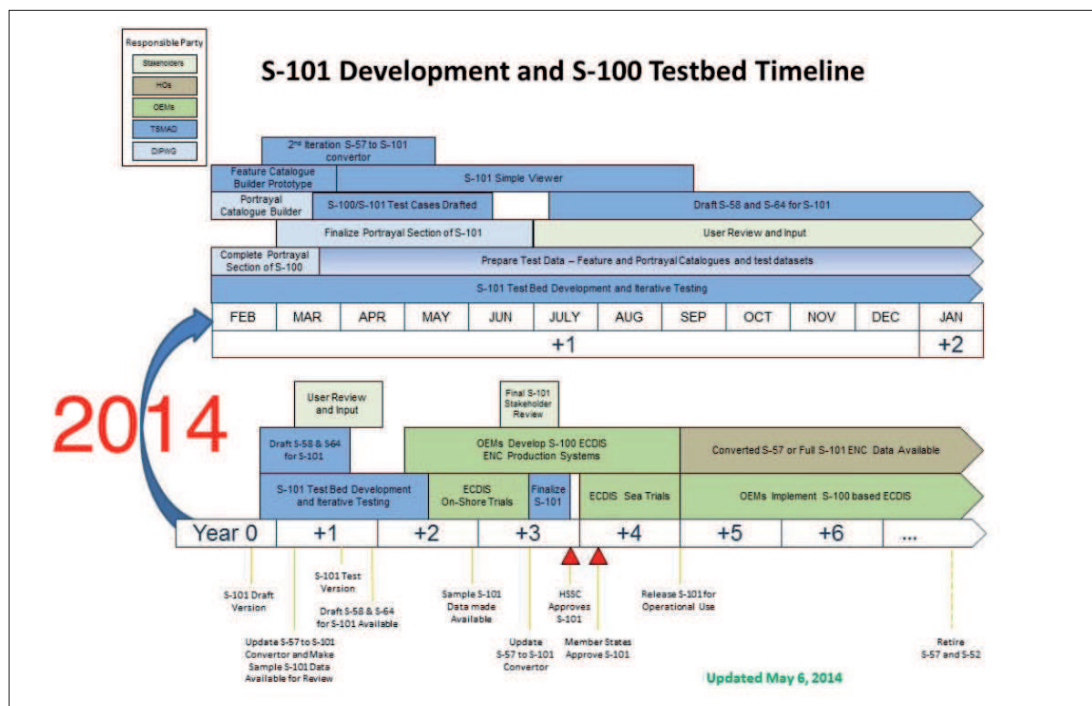 Responsible Party
Stakeholders
HOs
OEMs
TSMAD
DIPWG
S-101 Development and S-100 Testbed Timeline
2nd Iteration S-57 to S-101
convertor
Feature Catalogue
Builder Prototype
S-101 Simple Viewer
Portrayal
Catalogue Builder
S-100/S-101 Test Cases Drafted
Draft S-58 and S-64 for S-101
Finalize Portrayal Section of S-101
User Review and Input
Complete Portrayal
Section of S-100
Prepare Test Data – Feature and Portrayal Catalogues and test datasets
S-101 Test Bed Development and Iterative Testing
FEB MAR APR MAY JUN JULY AUG SEP OCT NOV DEC JAN
+1 +2
2014
User Review
and Input
Final S-101
Stakeholder
Review
Draft S-58 & S-64
for S-101
OEMs Develop S-100 ECDIS
ENC Production Systems
Converted S-57 or Full S-101 ENC Data Available
S-101 Test Bed Development
and Iterative Testing
ECDIS
On-Shore Trials
Finalize
S-101
ECDIS Sea Trials
OEMs Implement S-100 based ECDIS
Year 0 +1 +2 +3 +4 +5 +6 ...
S-101 Draft
Version
Update S-57 to S-101
Convertor and Make
Sample S-101 Data
Available for Review
S-101 Test
Version
Draft S-58 & S-64
for S-101 Available
Sample S-101
Data made
Available
Update
S-57 to S-101
Convertor
HSSC
Approves
S-101
Member States
Approve S-101
Release S-101 for
Operational Use
Retire
S-57 and S-52
Updated May 6, 2014